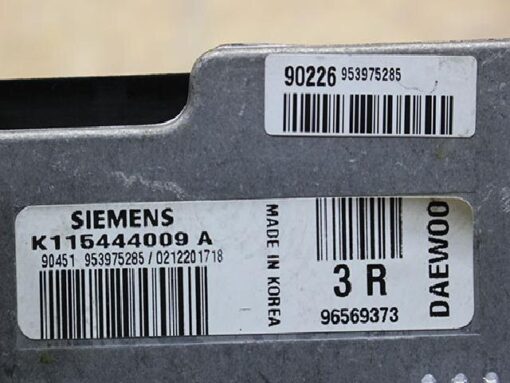 90226 953975285
SIEMENS
K115444009 A
90451 953975285 / 0212201718
MADE IN KOREA
3 R
96569373
DAEWOO